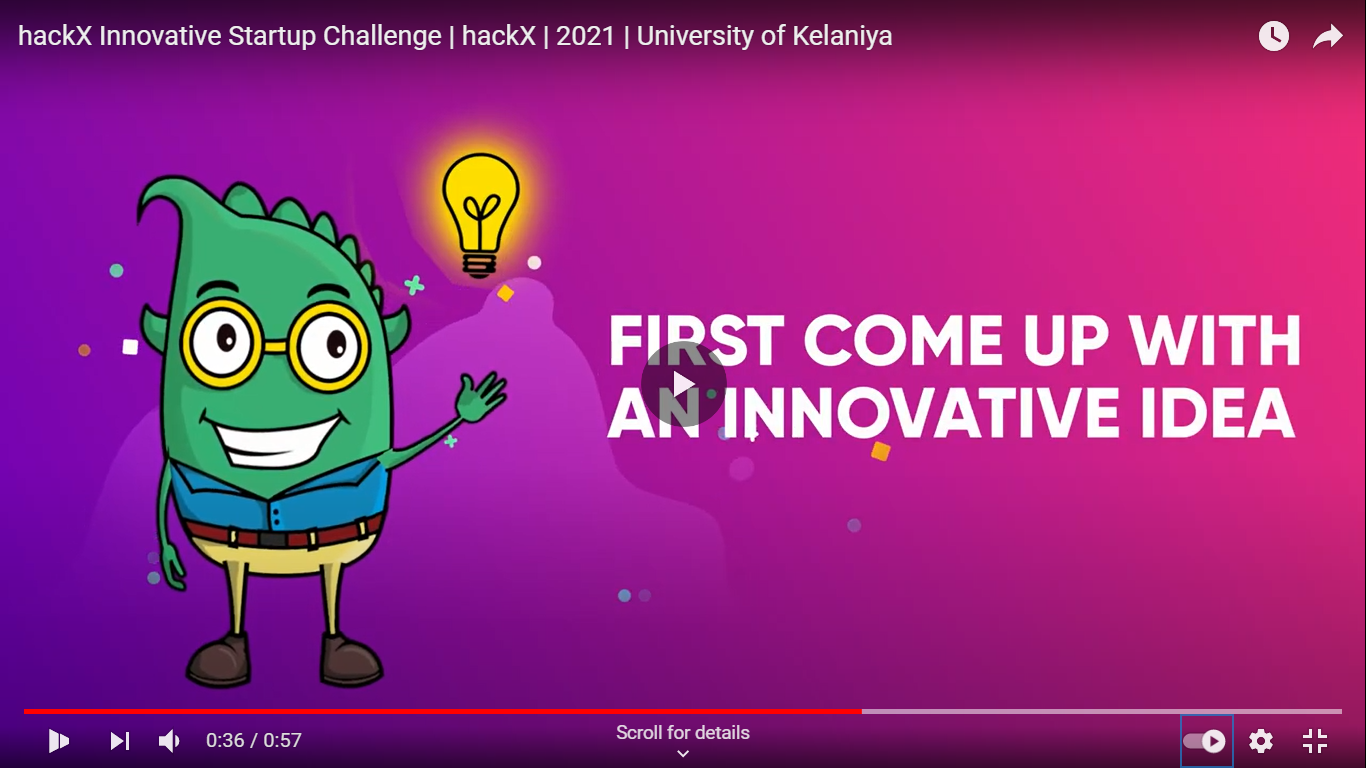 hackX Innovative Startup Challenge | hackX | 2021 | University of Kelaniya
FIRST COME UP WITH
AN INNOVATIVE IDEA
0:36 / 0:57
Scroll for details